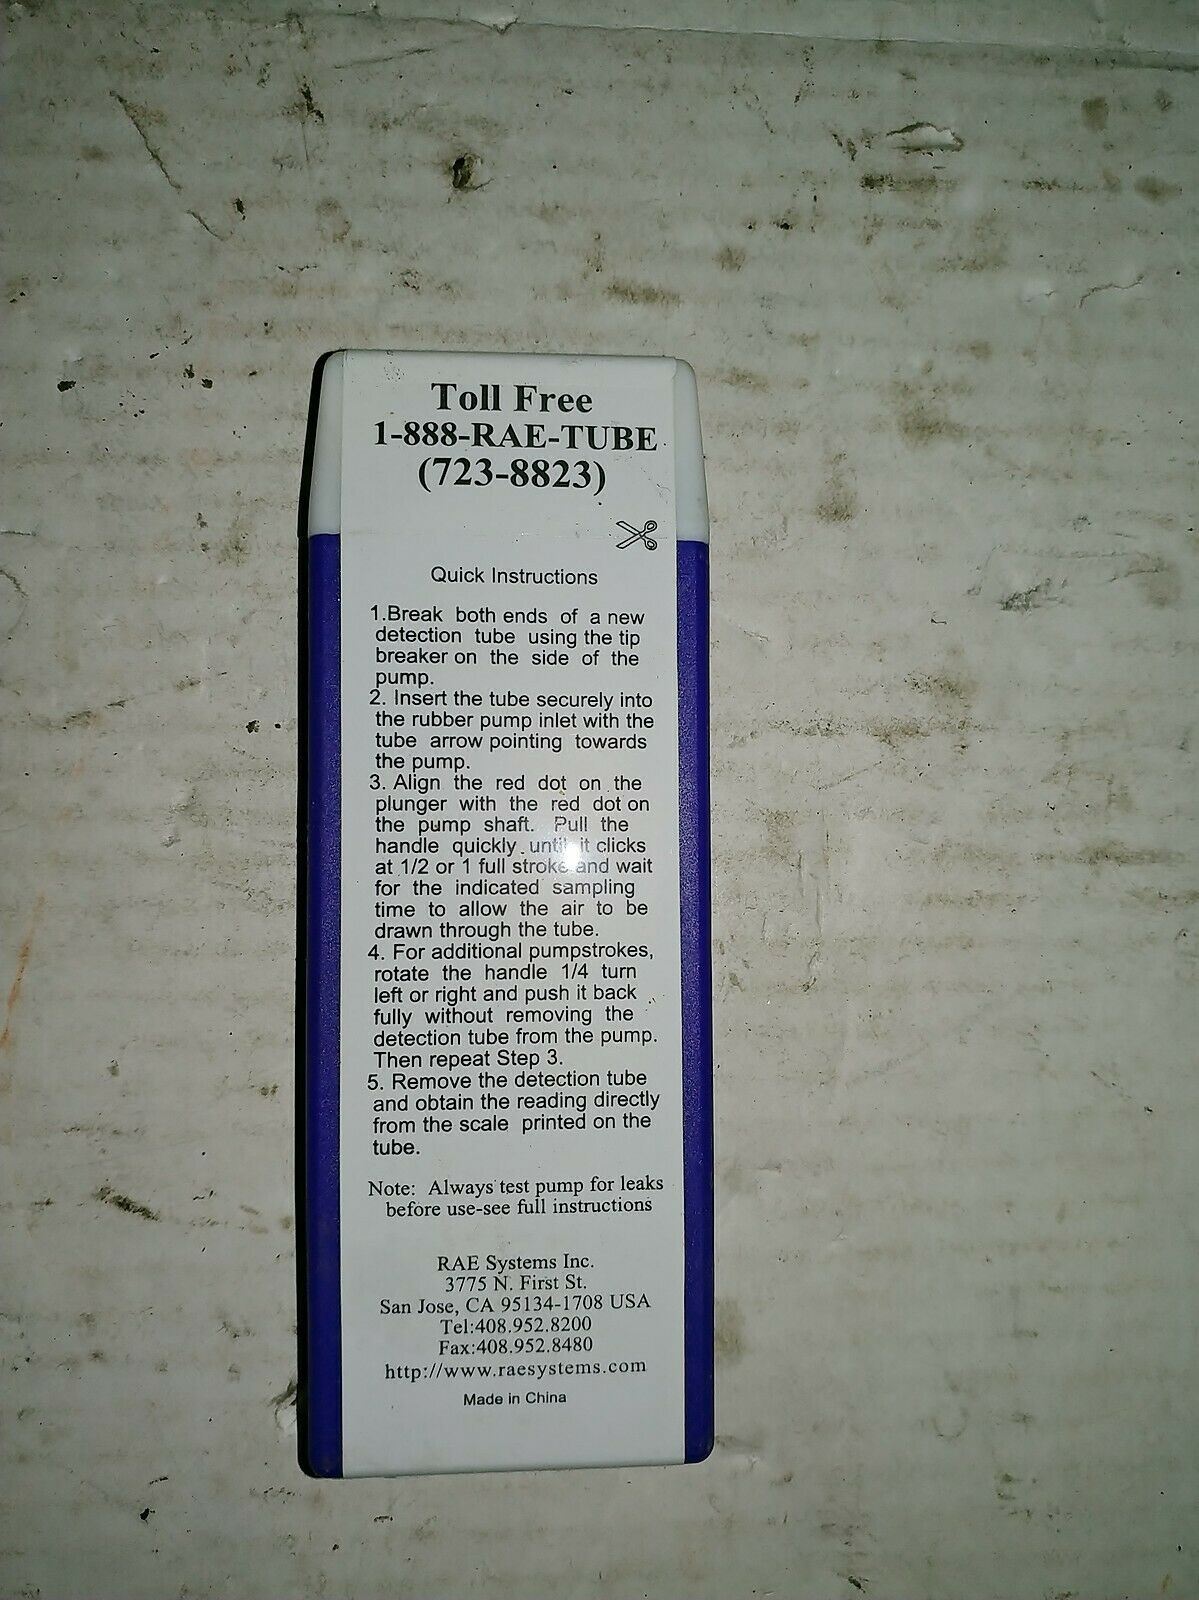 Toll Free
1-888-RAE-TUBE
(723-8823)
Quick Instructions
1.Break both ends of a new
detection tube using the tip
breaker on the side of the
pump.
2. Insert the tube securely into
the rubber pump inlet with the
tube arrow pointing towards
the pump.
3. Align the red dot on the
plunger with the red dot on
the pump shaft. Pull the
handle quickly until it clicks
at 1/2 or 1 full stroke and wait
for the indicated sampling
time to allow the air to be
drawn through the tube.
4. For additional pumpstrokes,
rotate the handle 1/4 turn
left or right and push it back
fully without removing the
detection tube from the pump.
Then repeat Step 3.
5. Remove the detection tube
and obtain the reading directly
from the scale printed on the
tube.
Note: Always test pump for leaks
before use-see full instructions
RAE Systems Inc.
3775 N. First St.
San Jose, CA 95134-1708 USA
Tel:408.952.8200
Fax:408.952.8480
http://www.raesystems.com
Made in China